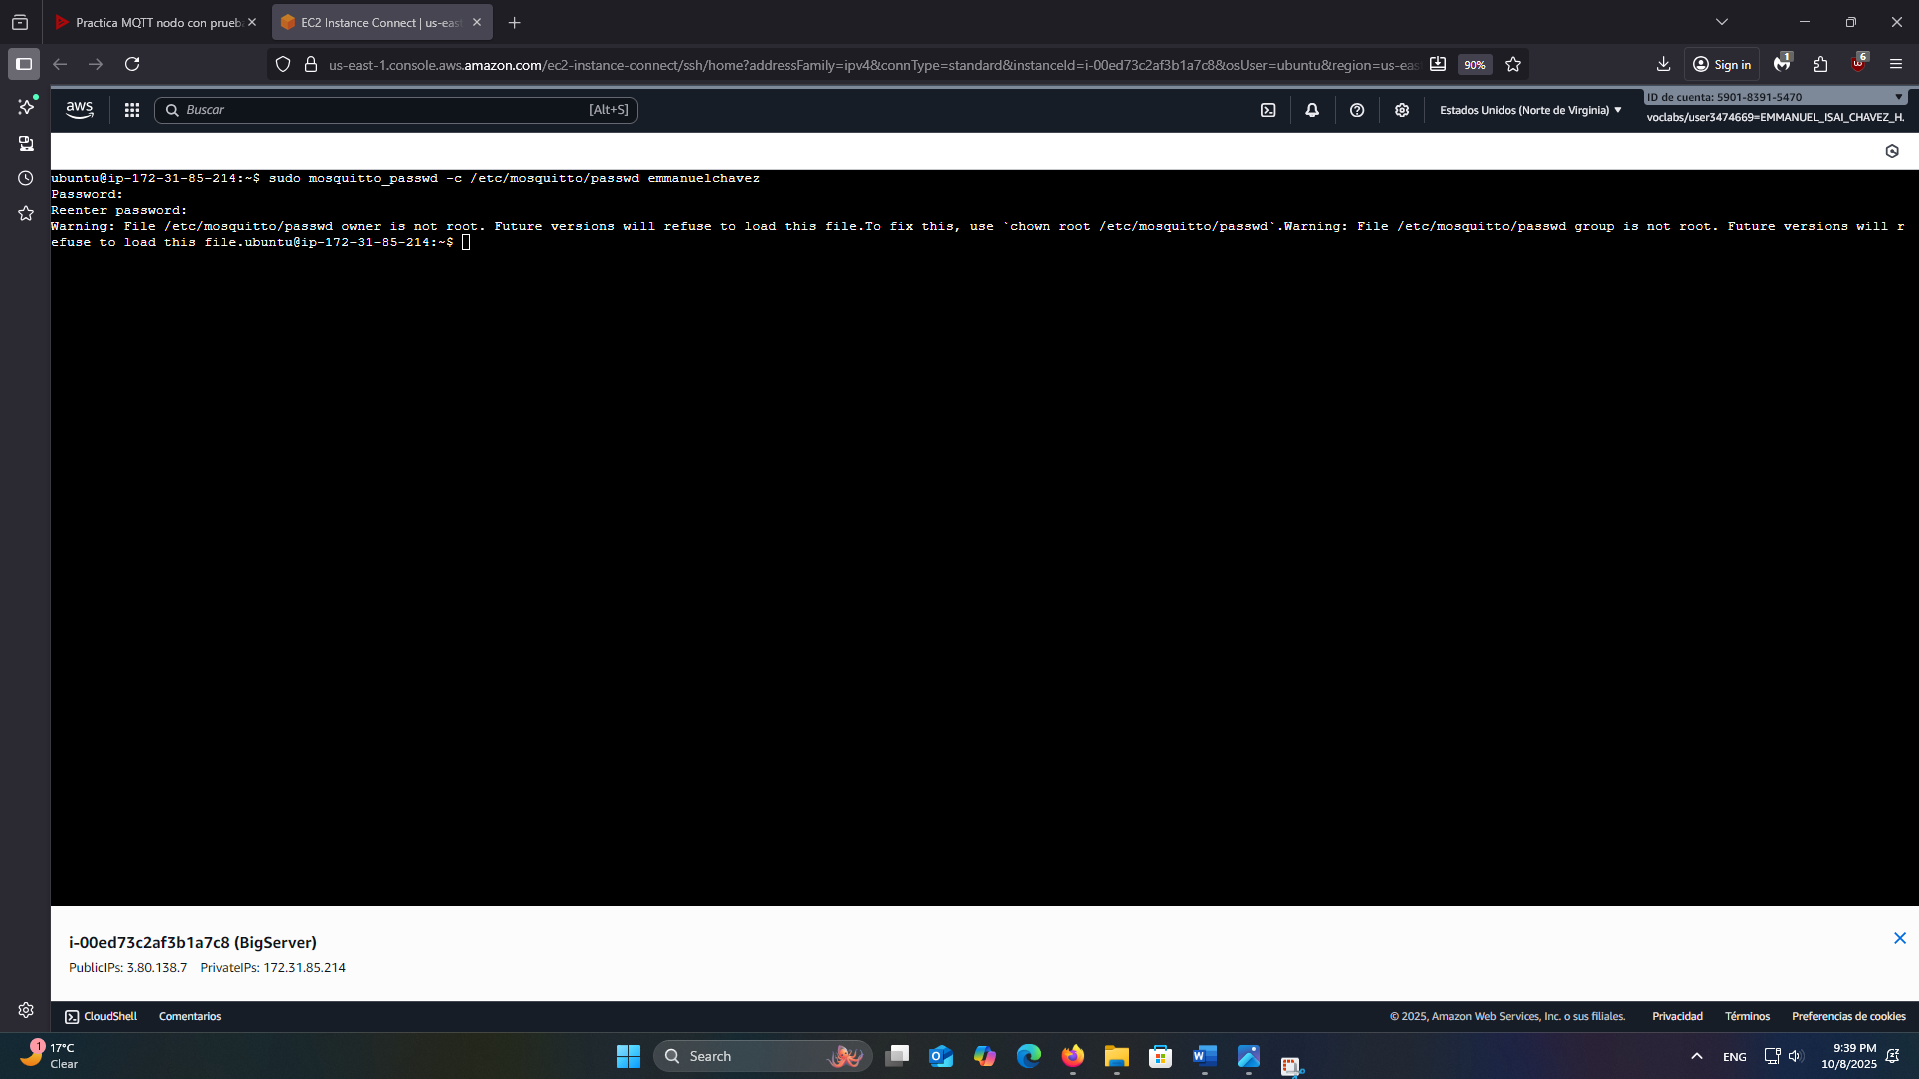 Practica MQTT nodo con prueb
EC2 Instance Connect | us-eas
us-east-1.console.aws.amazon.com/ec2-instance-connect/ssh/home?addressFamily=ipv4&connType=standard&instanceId=i-00ed73c2af3b1a7c8&osUser=ubuntu&region=us-eas
90%
Sign in
1
6
aws
Buscar
[Alt+S]
Estados Unidos (Norte de Virginia)
ID de cuenta: 5901-8391-5470
voclabs/user3474669=EMMANUEL_ISAI_CHAVEZ_H.
ubuntu@ip-172-31-85-214:~$ sudo mosquitto_passwd -c /etc/mosquitto/passwd emmanuelchavez
Password:
Reenter password:
Warning: File /etc/mosquitto/passwd owner is not root. Future versions will refuse to load this file.To fix this, use `chown root /etc/mosquitto/passwd`.Warning: File /etc/mosquitto/passwd group is not root. Future versions will r
efuse to load this file.ubuntu@ip-172-31-85-214:~$
i-00ed73c2af3b1a7c8 (BigServer)
PublicIPs: 3.80.138.7 PrivateIPs: 172.31.85.214
CloudShell
Comentarios
© 2025, Amazon Web Services, Inc. o sus filiales.
Privacidad
Términos
Preferencias de cookies
1
17°C
Clear
Search
ENG
9:39 PM
10/8/2025